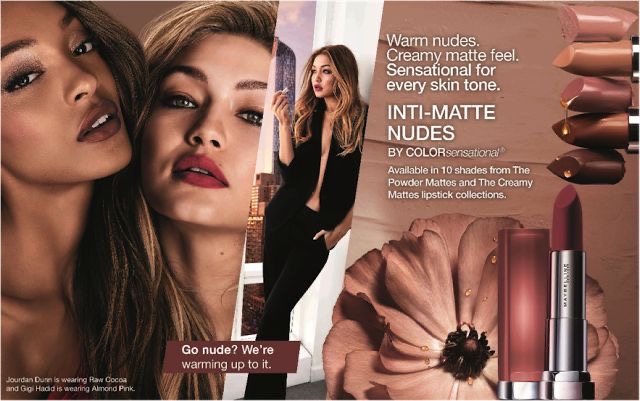 Warm nudes.
Creamy matte feel.
Sensational for
every skin tone.
INTI-MATTE
NUDES
BY COLORsensational®
Available in 10 shades from The
Powder Mattes and The Creamy
Mattes lipstick collections.
MAYBELLINE
Go nude? We're
warming up to it.
Jourdan Dunn is wearing Raw Cocoa
and Gigi Hadid is wearing Almond Pink.